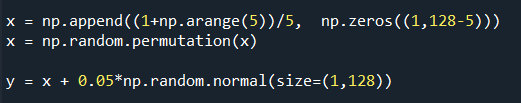 x = np.append((1+np.arange(5))/5,  np.zeros((1,128-5)))
x = np.random.permutation(x)
y = x + 0.05*np.random.normal(size=(1,128))